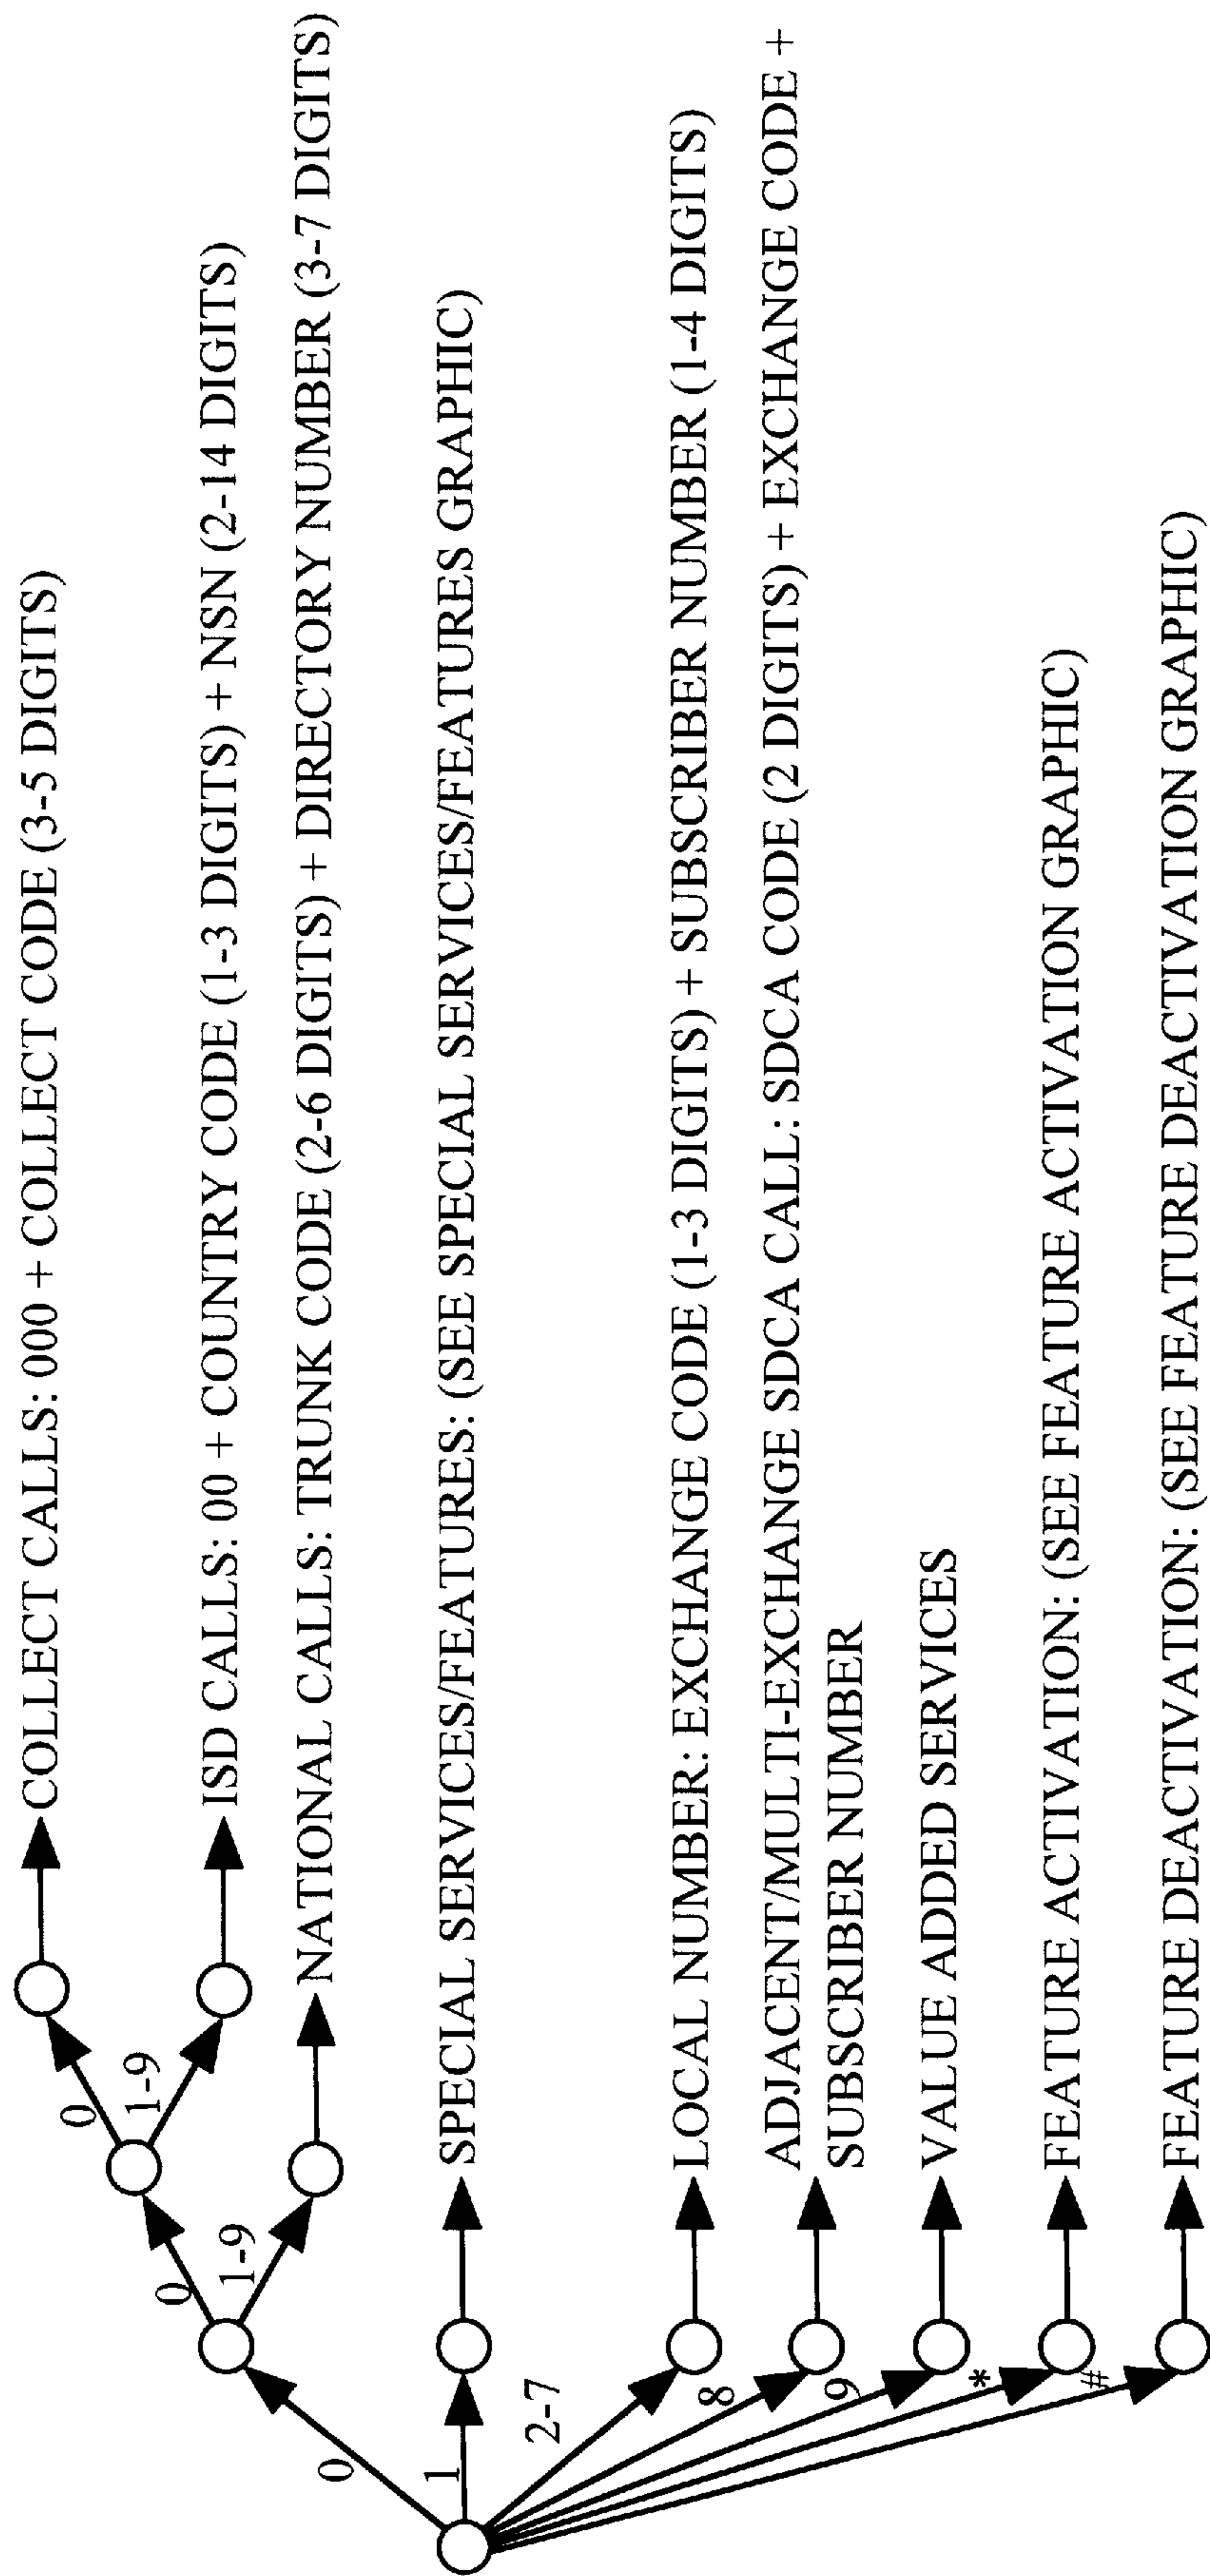 COLLECT CALLS: 000 + COLLECT CODE (3-5 DIGITS)
0
1-9
ISD CALLS: 00 + COUNTRY CODE (1-3 DIGITS) + NSN (2-14 DIGITS)
0
1-9
NATIONAL CALLS: TRUNK CODE (2-6 DIGITS) + DIRECTORY NUMBER (3-7 DIGITS)
0
1
SPECIAL SERVICES/FEATURES: (SEE SPECIAL SERVICES/FEATURES GRAPHIC)
2-7
LOCAL NUMBER: EXCHANGE CODE (1-3 DIGITS) + SUBSCRIBER NUMBER (1-4 DIGITS)
8
ADJACENT/MULTI-EXCHANGE SDCA CALL: SDCA CODE (2 DIGITS) + EXCHANGE CODE +
SUBSCRIBER NUMBER
9
VALUE ADDED SERVICES
*
FEATURE ACTIVATION: (SEE FEATURE ACTIVATION GRAPHIC)
#
FEATURE DEACTIVATION: (SEE FEATURE DEACTIVATION GRAPHIC)